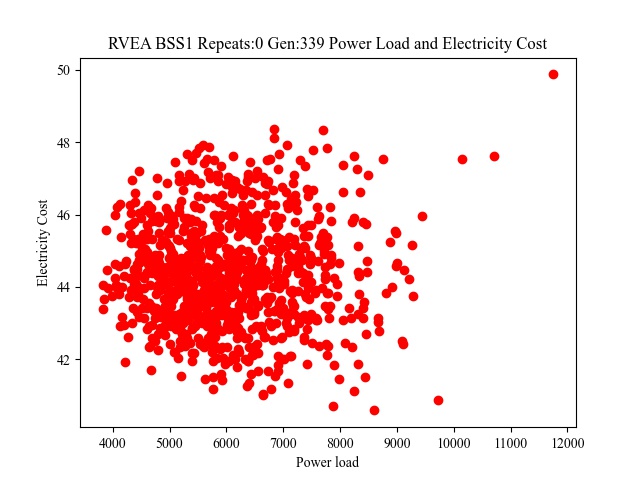 RVEA BSS1 Repeats:0 Gen:339 Power Load and Electricity Cost
50
48
46
44
42
Electricity Cost
4000 5000 6000 7000 8000 9000 10000 11000 12000
Power load